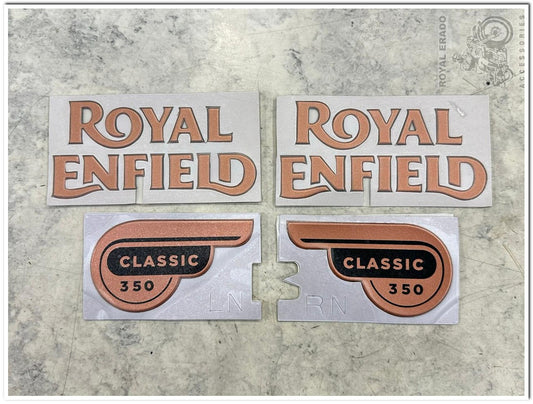 ROYAL ERADO
ACCESSORIES
ROYAL
ENFIELD
ROYAL
ENFIELD
CLASSIC
350
LN
CLASSIC
350
RN